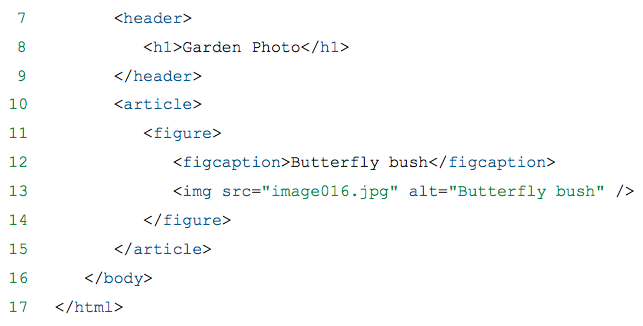 7 <header>
8 <h1>Garden Photo</h1>
9 </header>
10 <article>
11 <figure>
12 <figcaption>Butterfly bush</figcaption>
13 <img src="image016.jpg" alt="Butterfly bush" />
14 </figure>
15 </article>
16 </body>
17 </html>